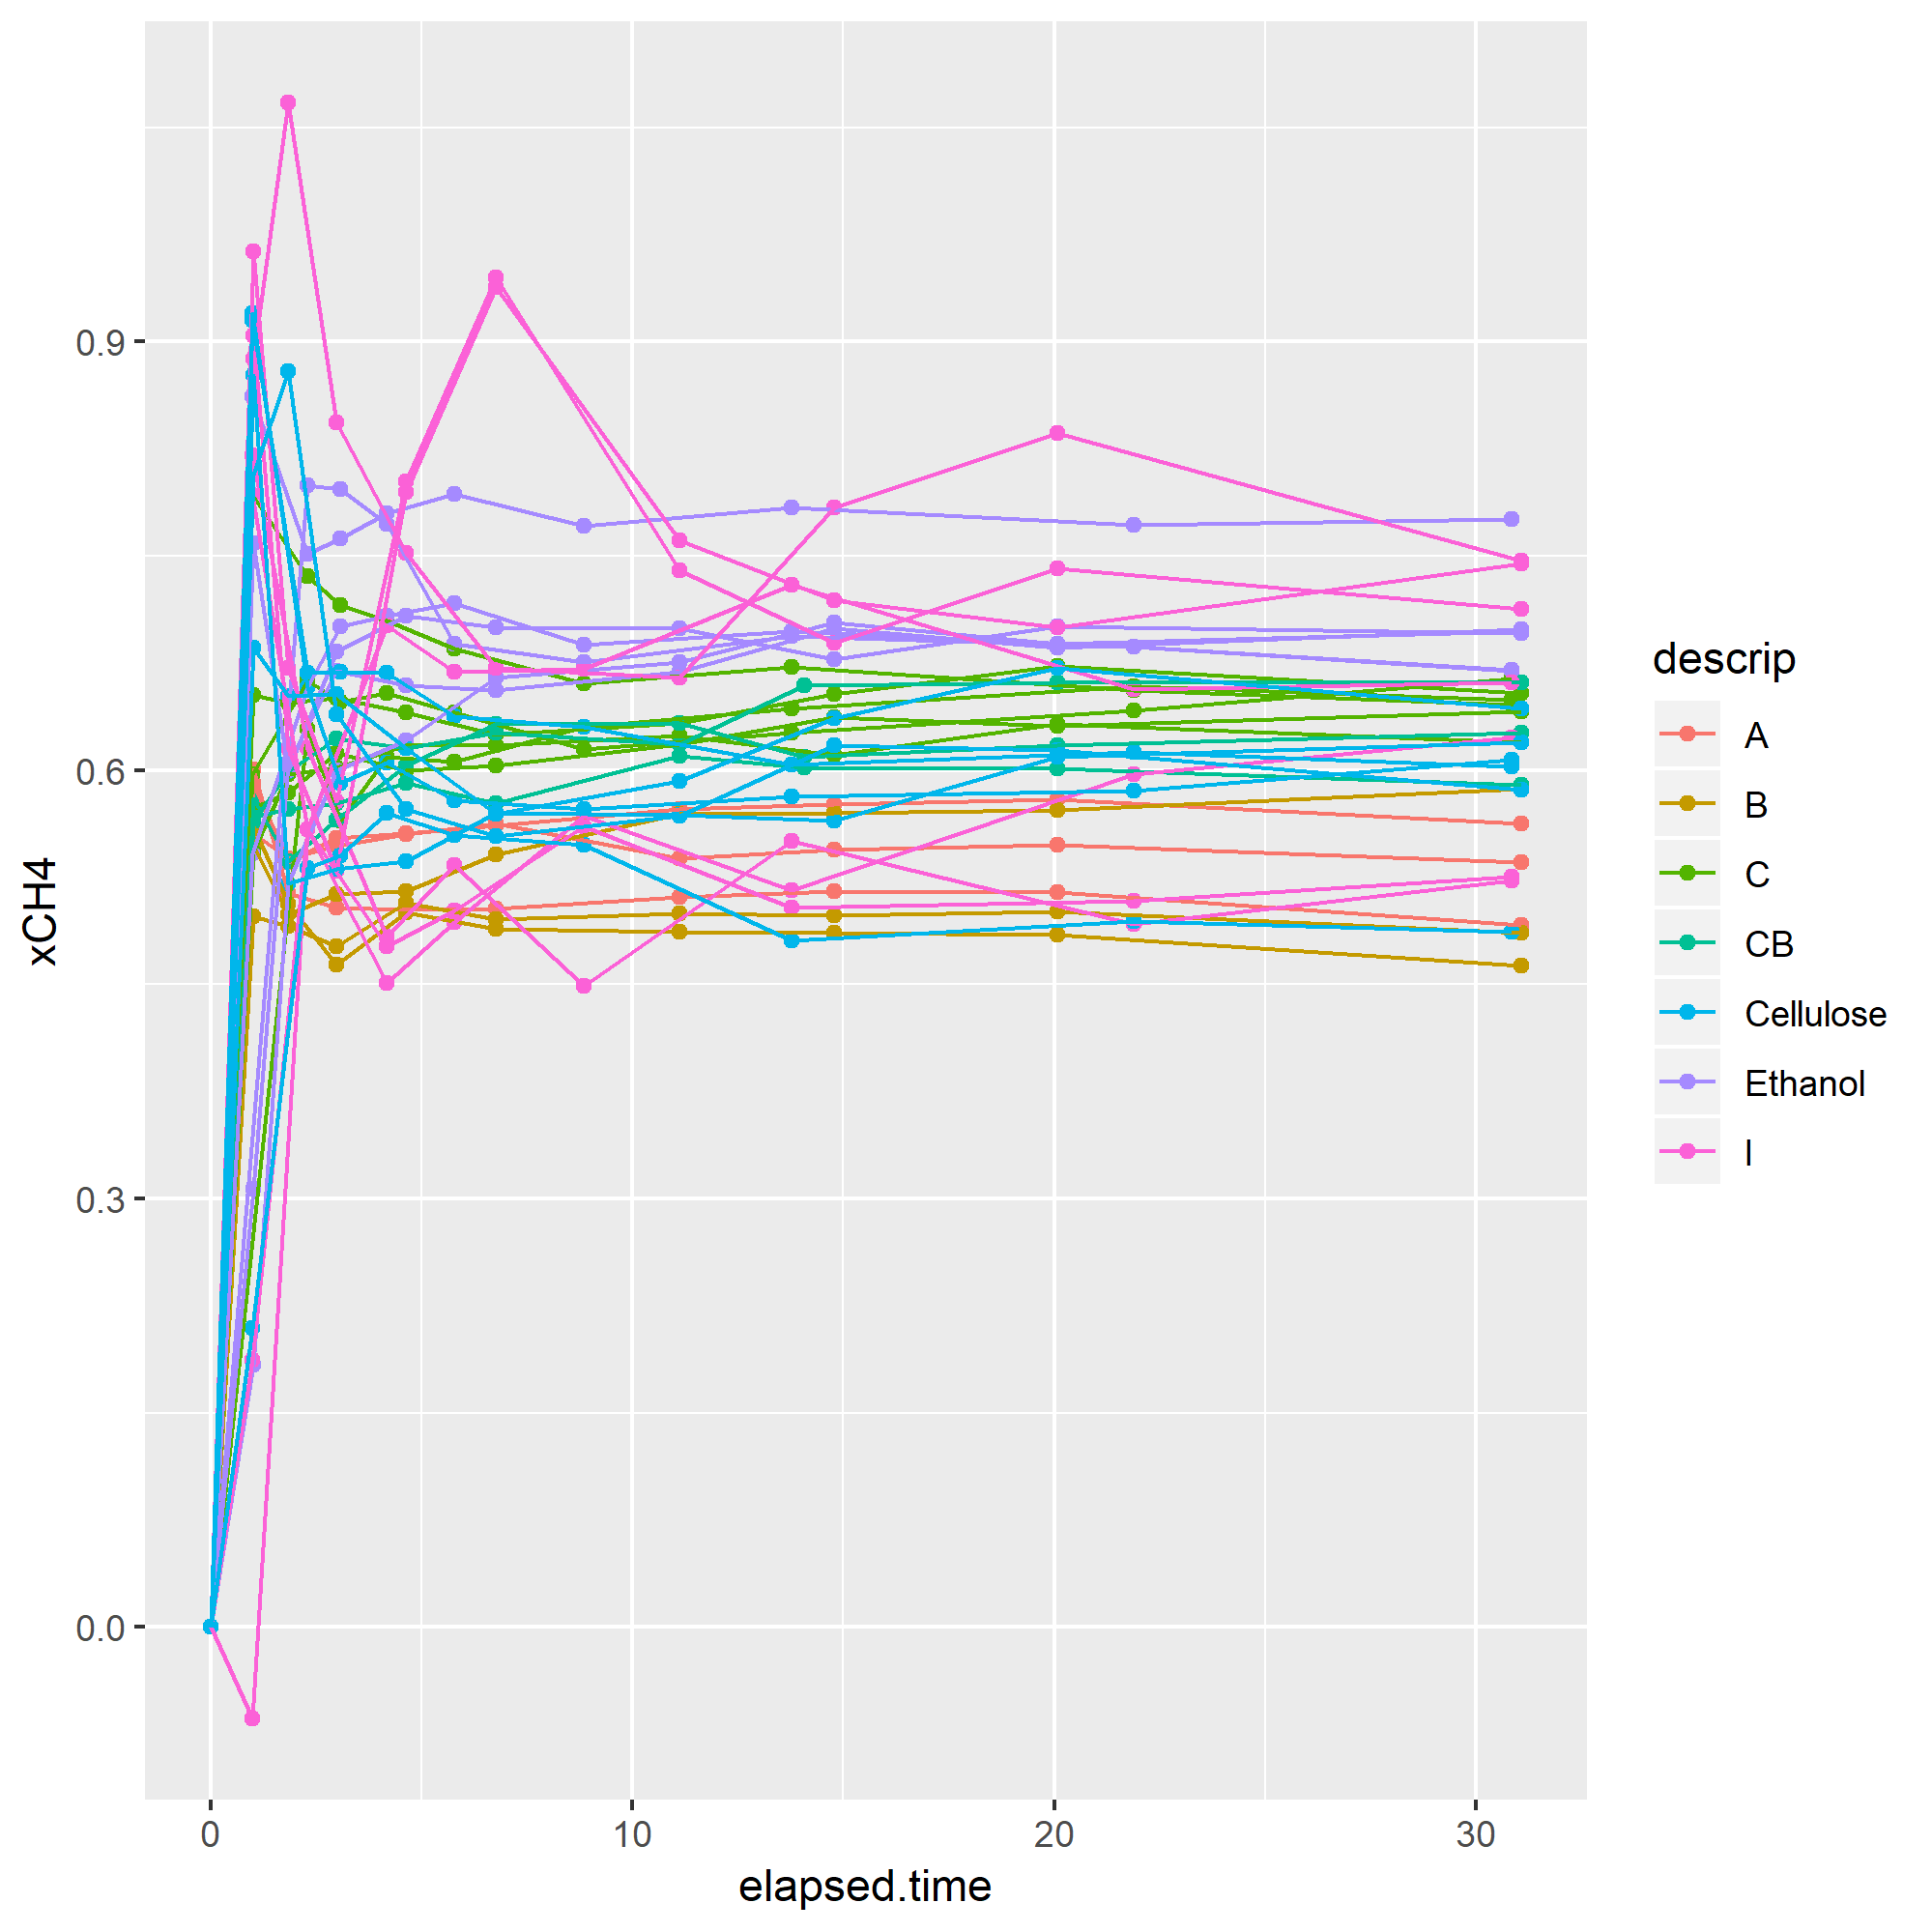 xCH4
0.9
0.6
0.3
0.0
0
10
20
30
elapsed.time
descrip
A
B
C
CB
Cellulose
Ethanol
I